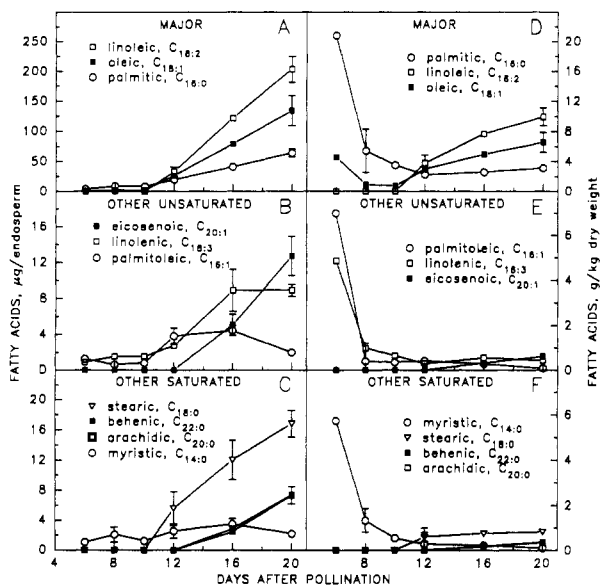 MAJOR
A
linoleic, C18:2
oleic, C18:1
palmitic, C16:0
250
200
150
100
50
0
MAJOR
D
palmitic, C16:0
linoleic, C18:2
oleic, C18:1
20
16
12
8
4
0
OTHER UNSATURATED
B
eicosenoic, C20:1
linolenic, C18:3
palmitoleic, C16:1
16
12
8
4
0
OTHER UNSATURATED
E
palmitoleic, C16:1
linolenic, C18:3
eicosenoic, C20:1
6
4
2
0
OTHER SATURATED
C
stearic, C18:0
behenic, C22:0
arachidic, C20:0
myristic, C14:0
16
12
8
4
0
OTHER SATURATED
F
myristic, C14:0
stearic, C18:0
behenic, C22:0
arachidic, C20:0
6
4
2
0
4 8 12 16 20
8 12 16 20
DAYS AFTER POLLINATION
DAYS AFTER POLLINATION
FATTY ACIDS, µg/endosperm
FATTY ACIDS, g/kg dry weight